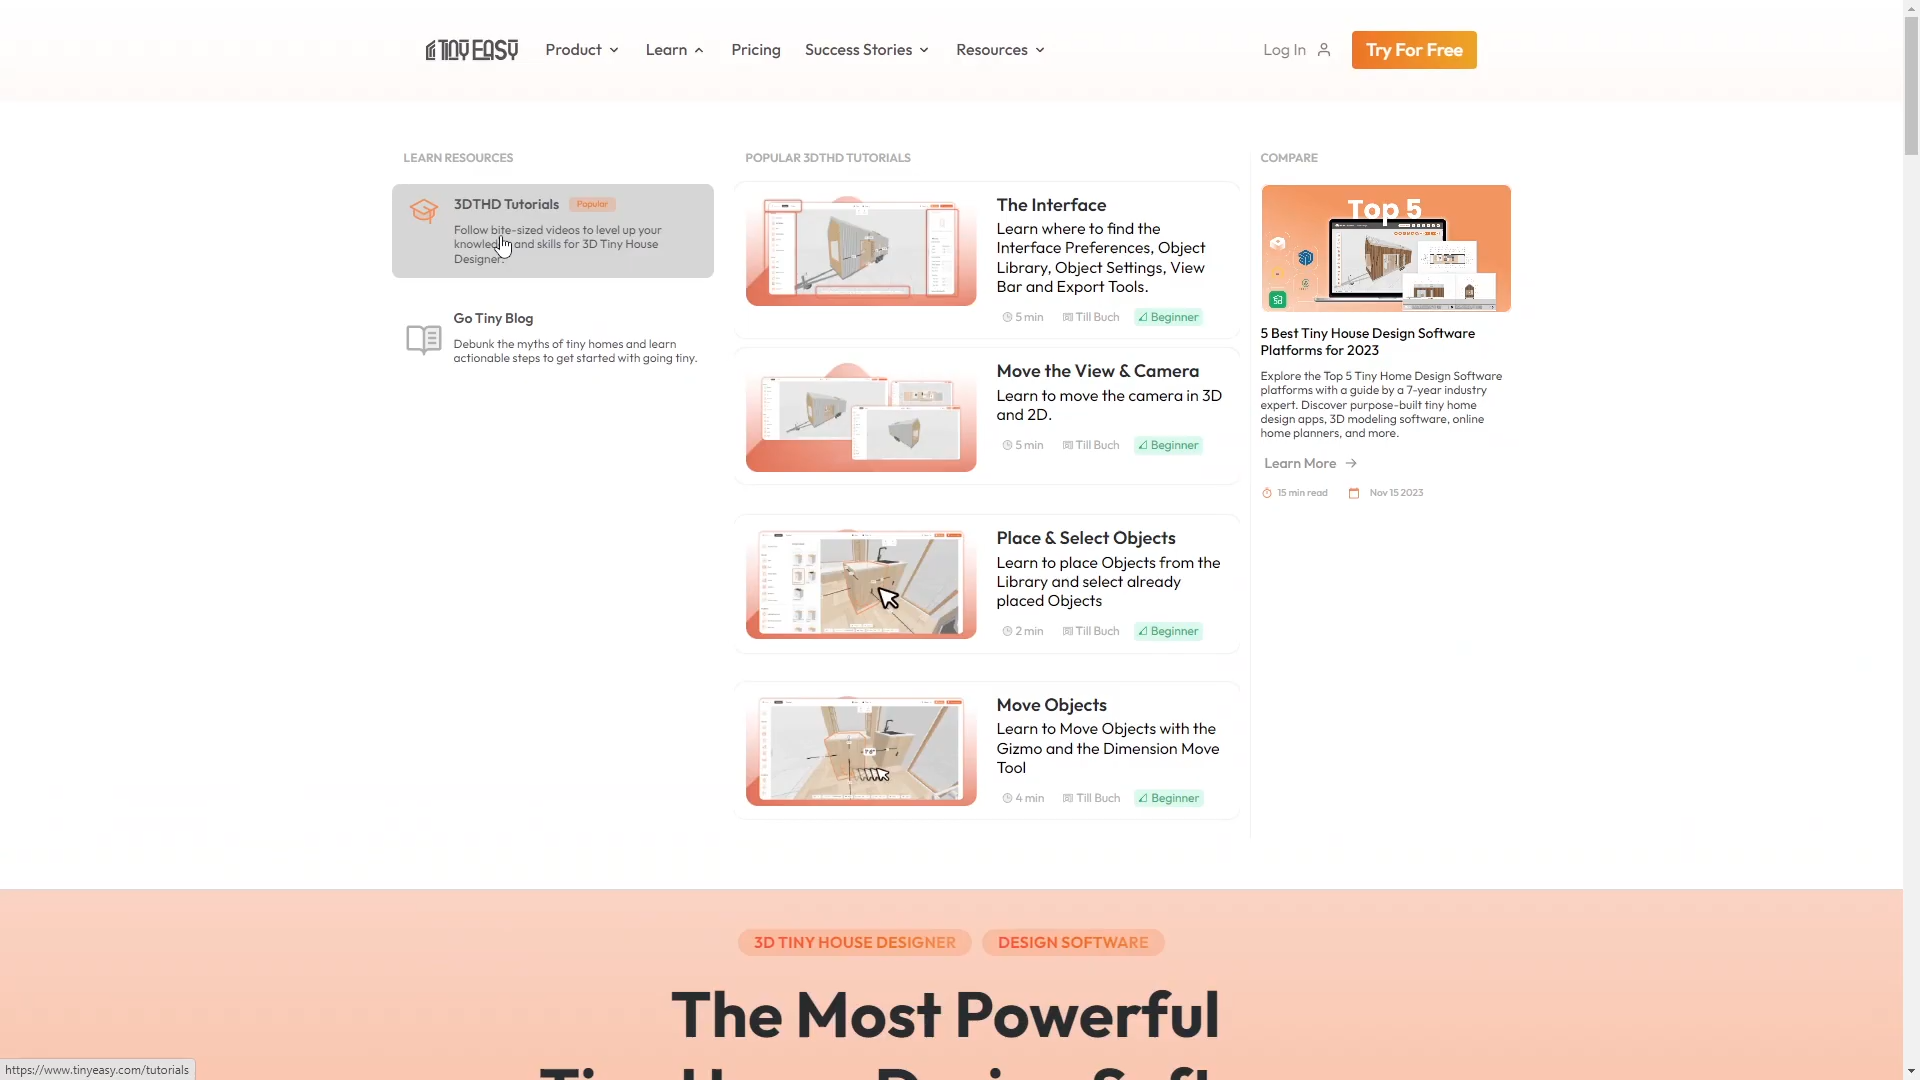 TINY EASY
Product
Learn
Pricing
Success Stories
Resources
Log In
Try For Free
LEARN RESOURCES
3DTHD Tutorials
Popular
Follow bite-sized videos to level up your
knowledge and skills for 3D Tiny House
Designer.
Go Tiny Blog
Debunk the myths of tiny homes and learn
actionable steps to get started with going tiny.
POPULAR 3DTHD TUTORIALS
The Interface
Learn where to find the
Interface Preferences, Object
Library, Object Settings, View
Bar and Export Tools.
5 min
Till Buch
Beginner
Move the View & Camera
Learn to move the camera in 3D
and 2D.
5 min
Till Buch
Beginner
Place & Select Objects
Learn to place Objects from the
Library and select already
placed Objects
2 min
Till Buch
Beginner
Move Objects
Learn to Move Objects with the
Gizmo and the Dimension Move
Tool
4 min
Till Buch
Beginner
COMPARE
Top 5
5 Best Tiny House Design Software
Platforms for 2023
Explore the Top 5 Tiny Home Design Software
platforms with a guide by a 7-year industry
expert. Discover purpose-built tiny home
design apps, 3D modeling software, online
home planners, and more.
Learn More
15 min read
Nov 15 2023
3D TINY HOUSE DESIGNER
DESIGN SOFTWARE
The Most Powerful
https://www.tinyeasy.com/tutorials